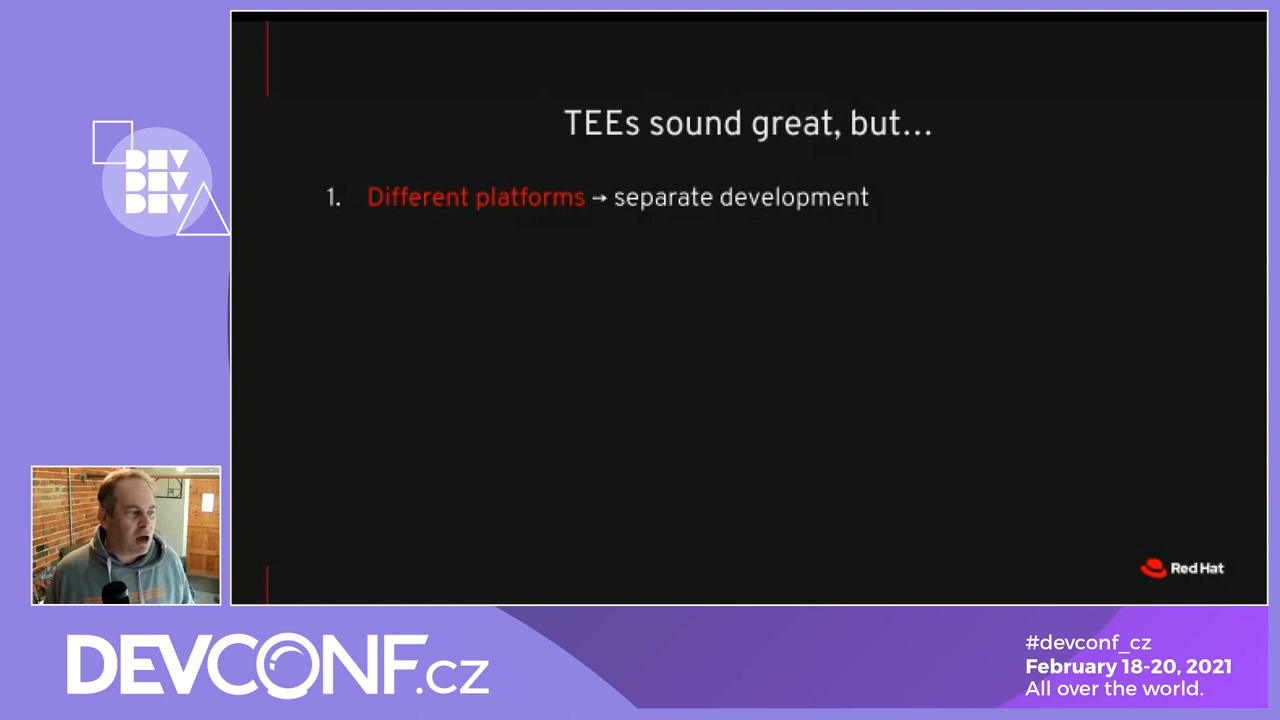 DEV
DEV
DEV
TEEs sound great, but...
1. Different platforms → separate development
Red Hat
DEVCONF.cz
#devconf_cz
February 18-20, 2021
All over the world.